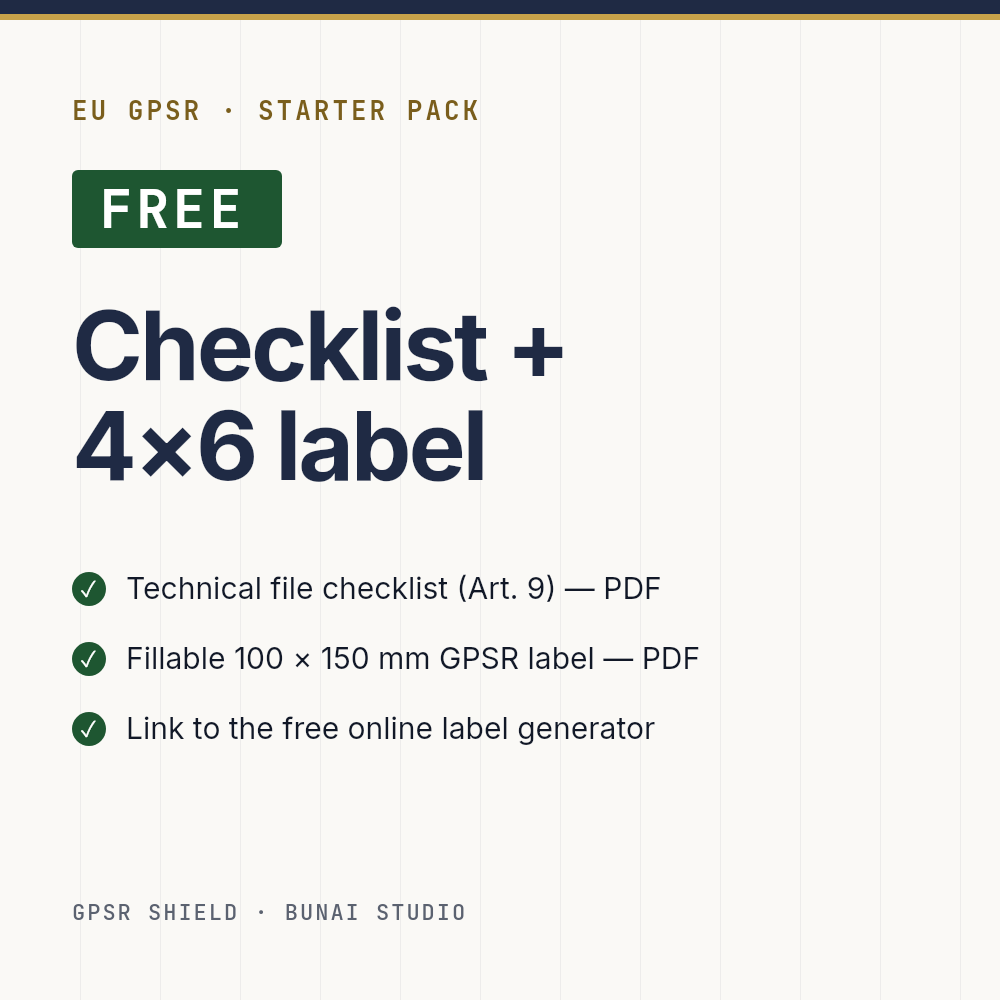 EU GPSR · STARTER PACK
FREE
Checklist +
4×6 label
Technical file checklist (Art. 9) — PDF
Fillable 100 × 150 mm GPSR label — PDF
Link to the free online label generator
GPSR SHIELD · BUNAI STUDIO